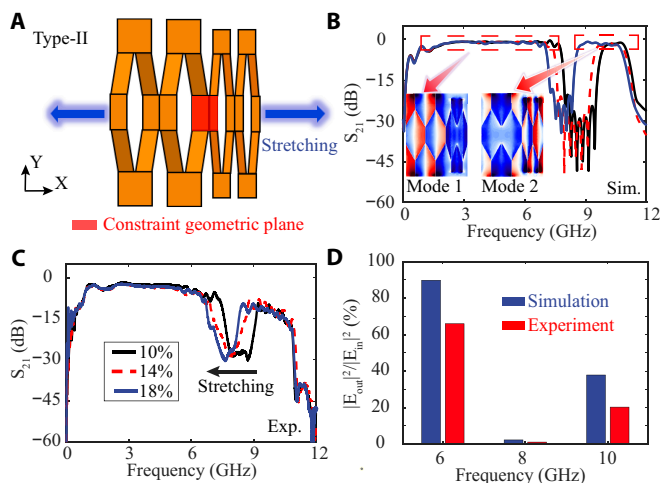 A
Type-II
Stretching
Y
X
Constraint geometric plane
B
S21 (dB)
0
−15
−30
−45
−60
Mode 1
Mode 2
Sim.
0 3 6 9 12
Frequency (GHz)
C
S21 (dB)
0
-15
-30
-45
-60
10%
14%
18%
Stretching
Exp.
0 3 6 9 12
Frequency (GHz)
D
|Eout|²/|Ein|² (%)
100
80
60
40
20
0
Simulation
Experiment
6 8 10
Frequency (GHz)